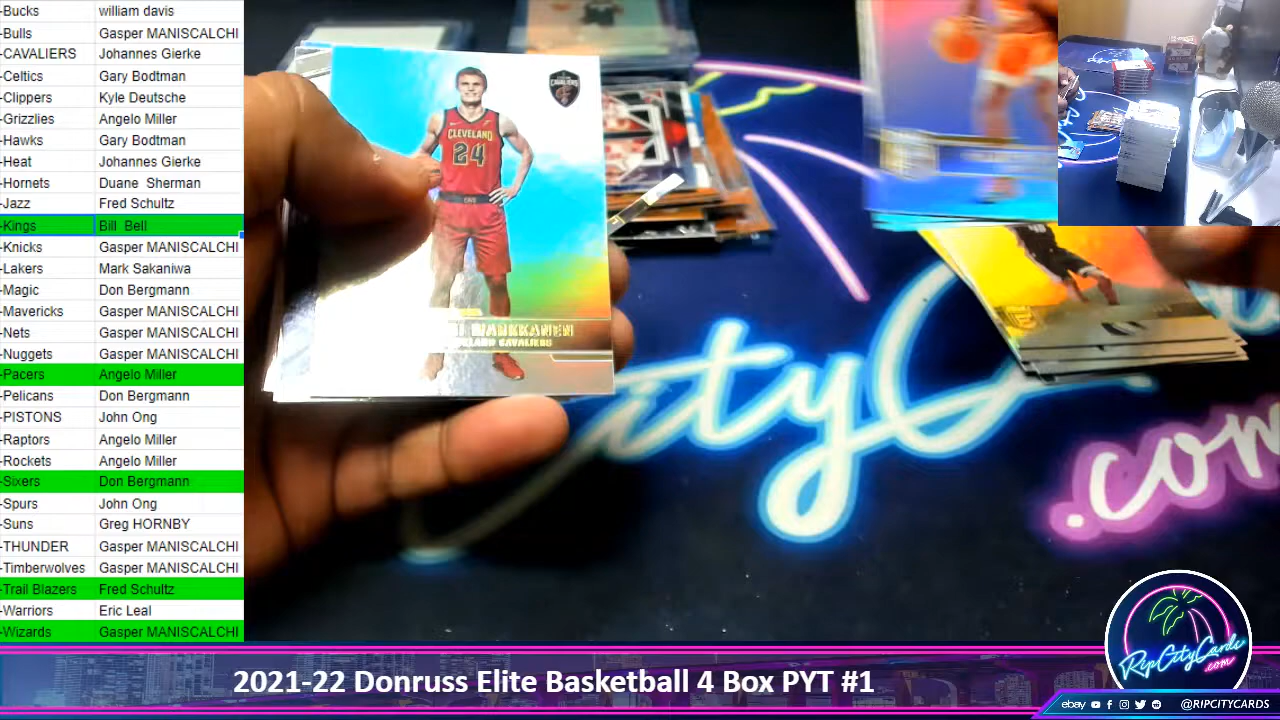 -Bucks william davis
-Bulls Gasper MANISCALCHI
-CAVALIERS Johannes Gierke
-Celtics Gary Bodtman
-Clippers Kyle Deutsche
-Grizzlies Angelo Miller
-Hawks Gary Bodtman
-Heat Johannes Gierke
-Hornets Duane Sherman
-Jazz Fred Schultz
-Kings Bill Bell
-Knicks Gasper MANISCALCHI
-Lakers Mark Sakaniwa
-Magic Don Bergmann
-Mavericks Gasper MANISCALCHI
-Nets Gasper MANISCALCHI
-Nuggets Gasper MANISCALCHI
-Pacers Angelo Miller
-Pelicans Don Bergmann
-PISTONS John Ong
-Raptors Angelo Miller
-Rockets Angelo Miller
-Sixers Don Bergmann
-Spurs John Ong
-Suns Greg HORNBY
-THUNDER Gasper MANISCALCHI
-Timberwolves Gasper MANISCALCHI
-Trail Blazers Fred Schultz
-Warriors Eric Leal
-Wizards Gasper MANISCALCHI
CAVALIERS
CLEVELAND
24
CAVALIERS
.com
RipCityCards
.com
2021-22 Donruss Elite Basketball 4 Box PYT #1
ebay @RIPCITYCARDS